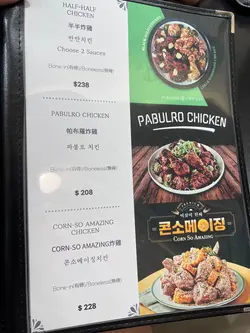 HALF-HALF
CHICKEN
半半炸雞
반반치킨
Choose 2 Sauces
Bone-in(有骨)/Boneless(無骨)
$238
PABULRO CHICKEN
帕布羅炸雞
파불로 치킨
Bone-in(有骨)/Boneless(無骨)
$ 208
CORN-SO AMAZING
CHICKEN
CORN-SO AMAZING炸雞
콘소메이징치킨
Bone-in(有骨)/Boneless(無骨)
$ 228
PABULRO CHICKEN
콘소메이징
CORN SO AMAZING